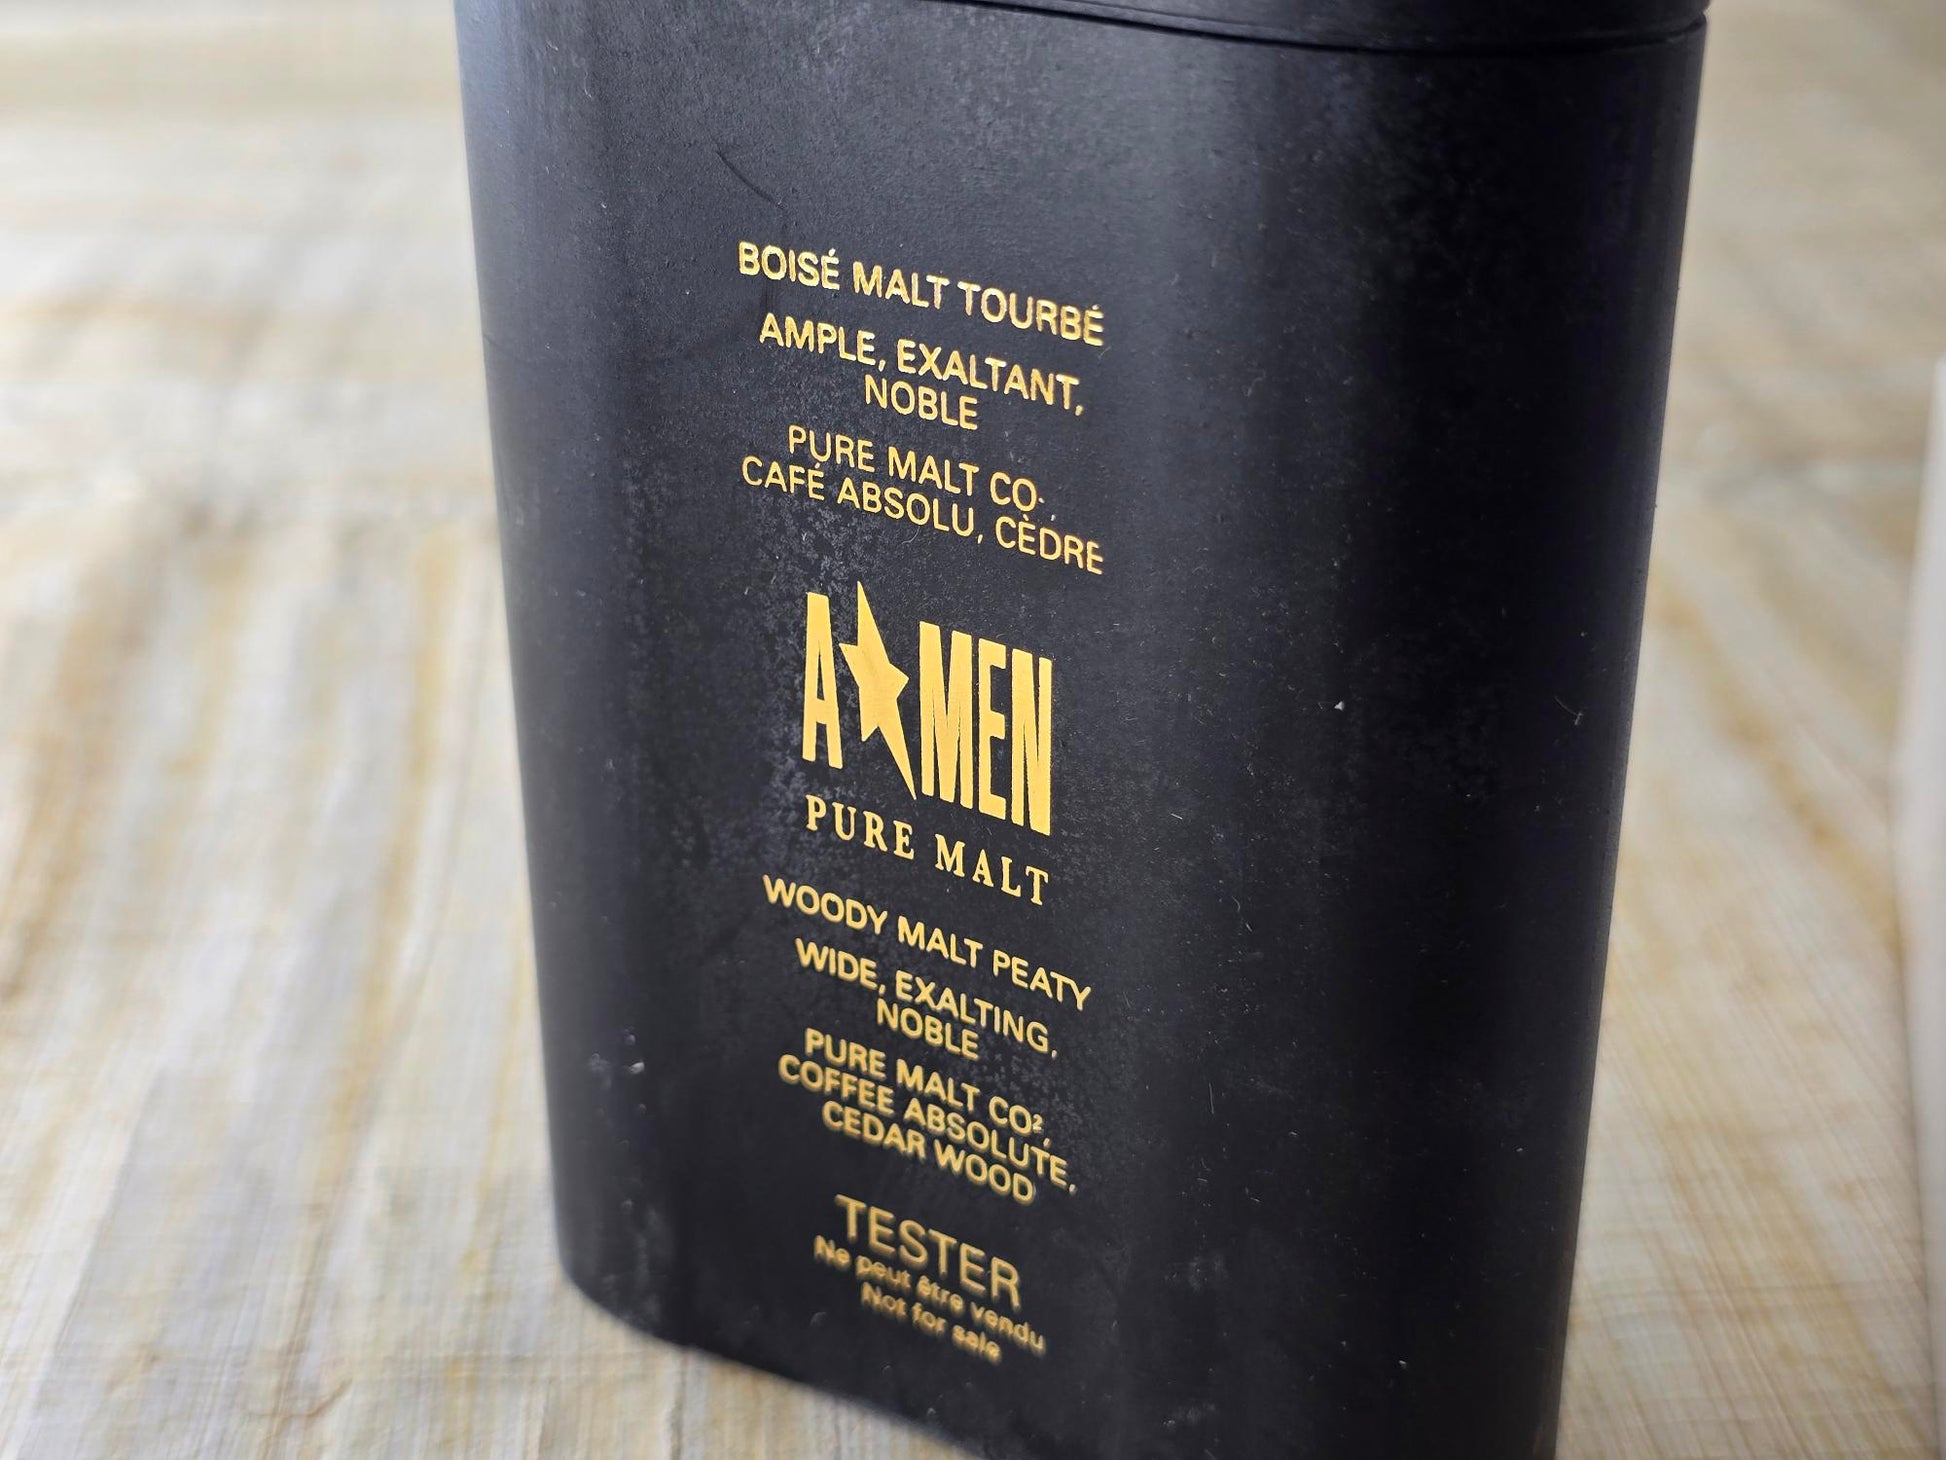 BOISÉ MALT TOURBÉ
AMPLE, EXALTANT,
NOBLE
PURE MALT CO²,
CAFÉ ABSOLU, CÈDRE
A★MEN
PURE MALT
WOODY MALT PEATY
WIDE, EXALTING,
NOBLE
PURE MALT CO²,
COFFEE ABSOLUTE,
CEDAR WOOD
TESTER
Ne peut être vendu
Not for sale